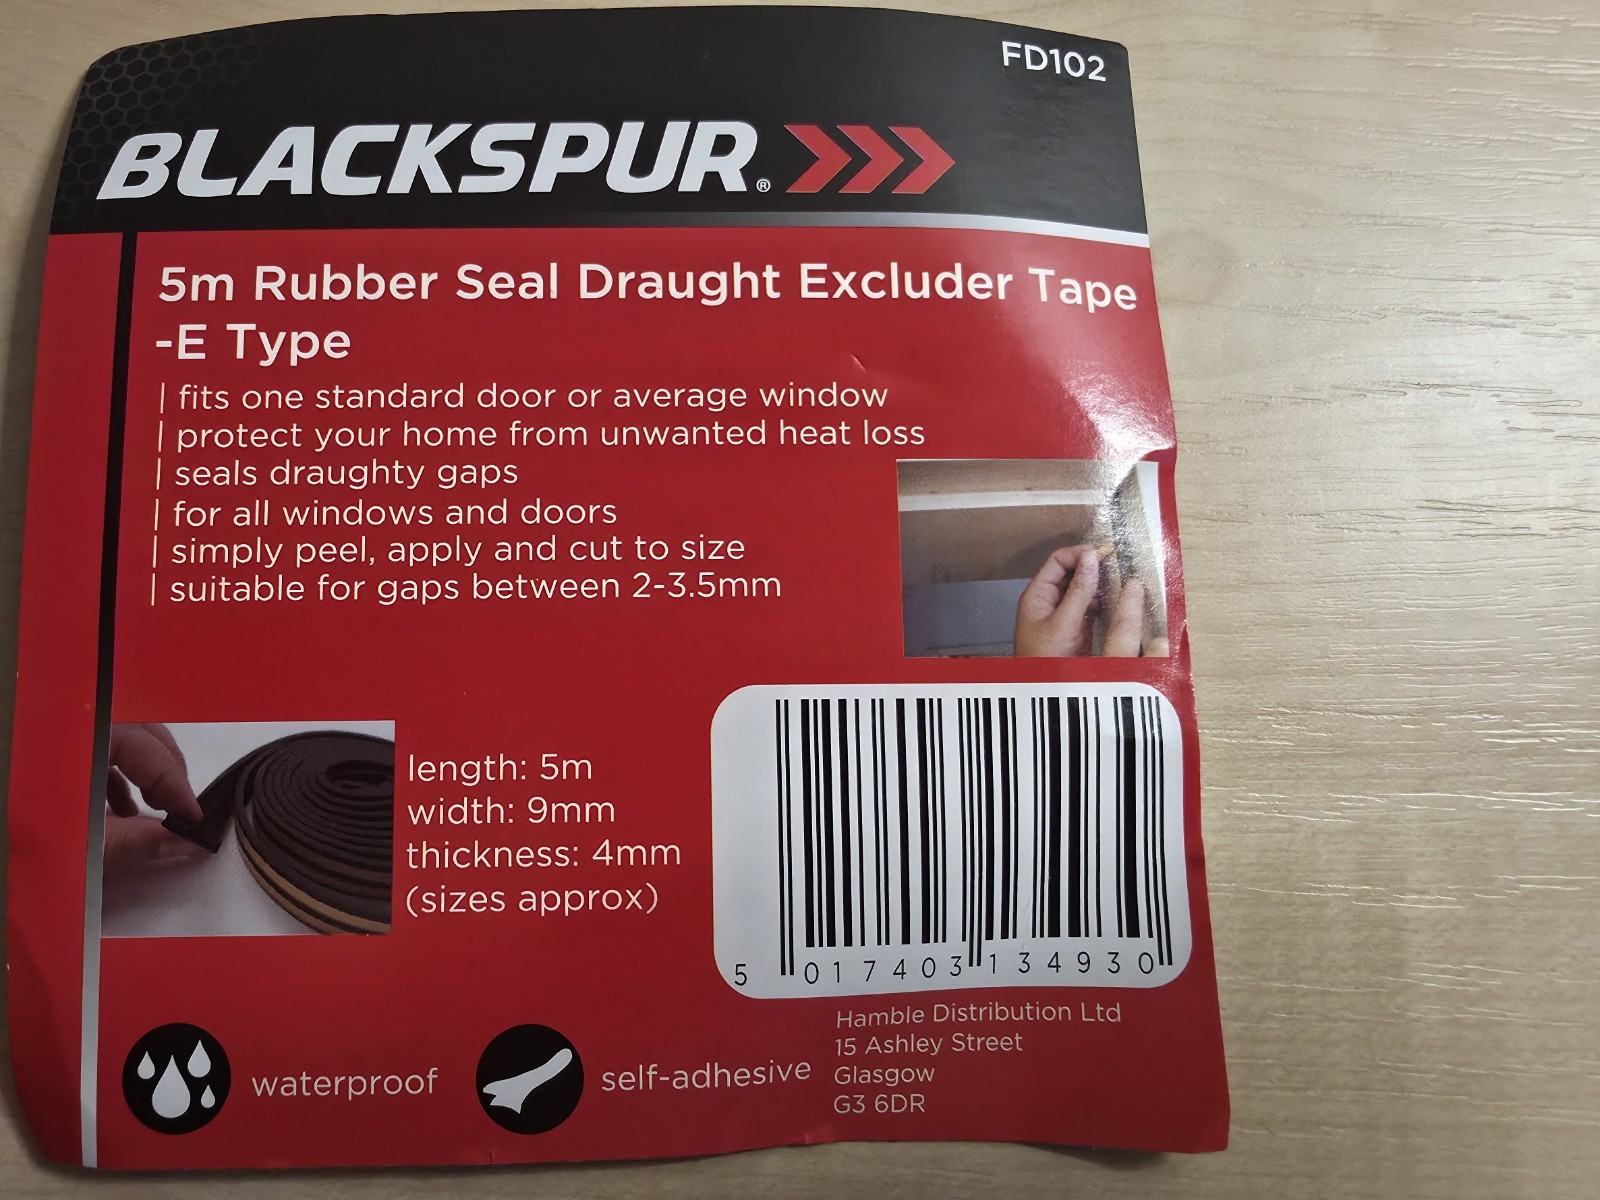 FD102
BLACKSPUR®
5m Rubber Seal Draught Excluder Tape
-E Type
| fits one standard door or average window
| protect your home from unwanted heat loss
| seals draughty gaps
| for all windows and doors
| simply peel, apply and cut to size
| suitable for gaps between 2-3.5mm
length: 5m
width: 9mm
thickness: 4mm
(sizes approx)
5 017403 134930
waterproof
self-adhesive
Hamble Distribution Ltd
15 Ashley Street
Glasgow
G3 6DR